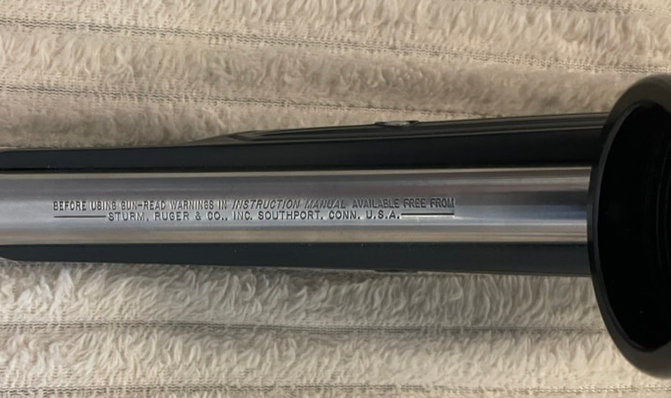 BEFORE USING GUN-READ WARNINGS IN INSTRUCTION MANUAL AVAILABLE FREE FROM
STURM, RUGER & CO., INC. SOUTHPORT, CONN. U.S.A.